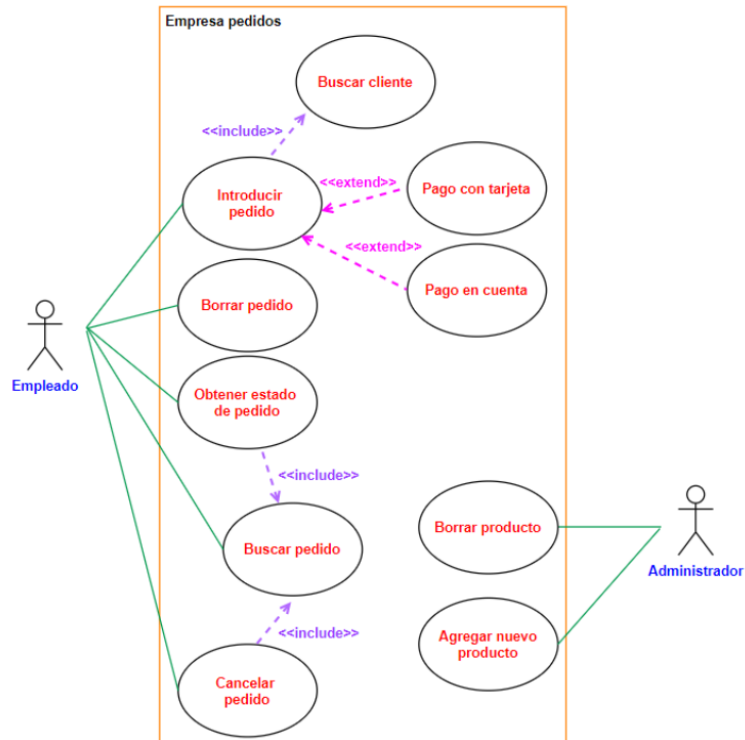 Empresa pedidos
Buscar cliente
<<include>>
Introducir
pedido
<<extend>>
Pago con tarjeta
<<extend>>
Pago en cuenta
Borrar pedido
Empleado
Obtener estado
de pedido
<<include>>
Buscar pedido
Borrar producto
Administrador
<<include>>
Cancelar
pedido
Agregar nuevo
producto